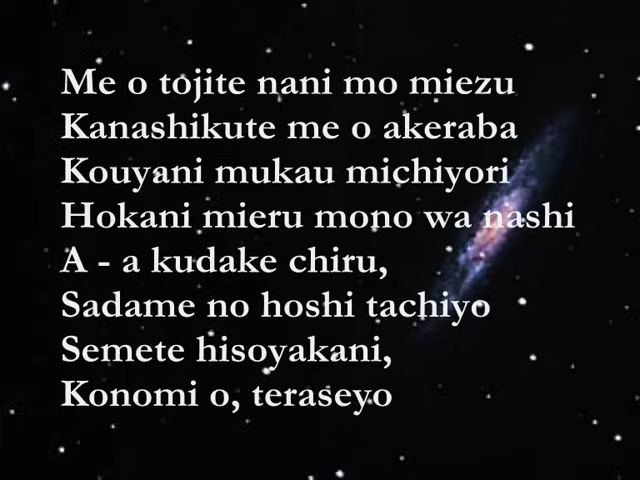 Me o tojite nani mo miezu
Kanashikute me o akeraba
Kouyani mukau michiyori
Hokani mieru mono wa nashi
A - a kudake chiru,
Sadame no hoshi tachiyo
Semete hisoyakani,
Konomi o, teraseyo